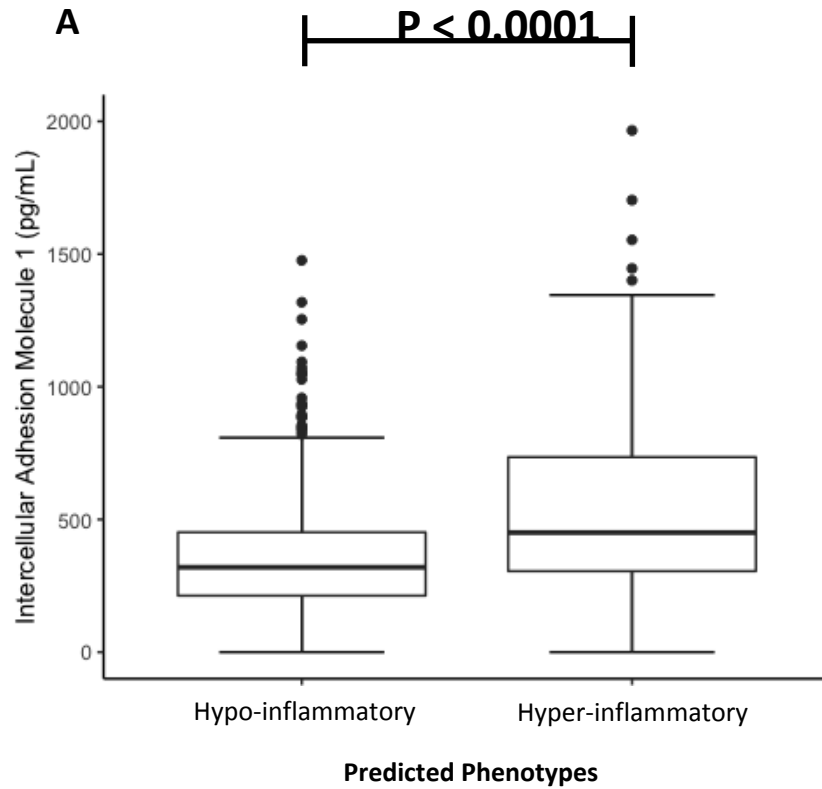 A
P < 0.0001
Intercellular Adhesion Molecule 1 (pg/mL)
2000
1500
1000
500
0
Hypo-inflammatory
Hyper-inflammatory
Predicted Phenotypes